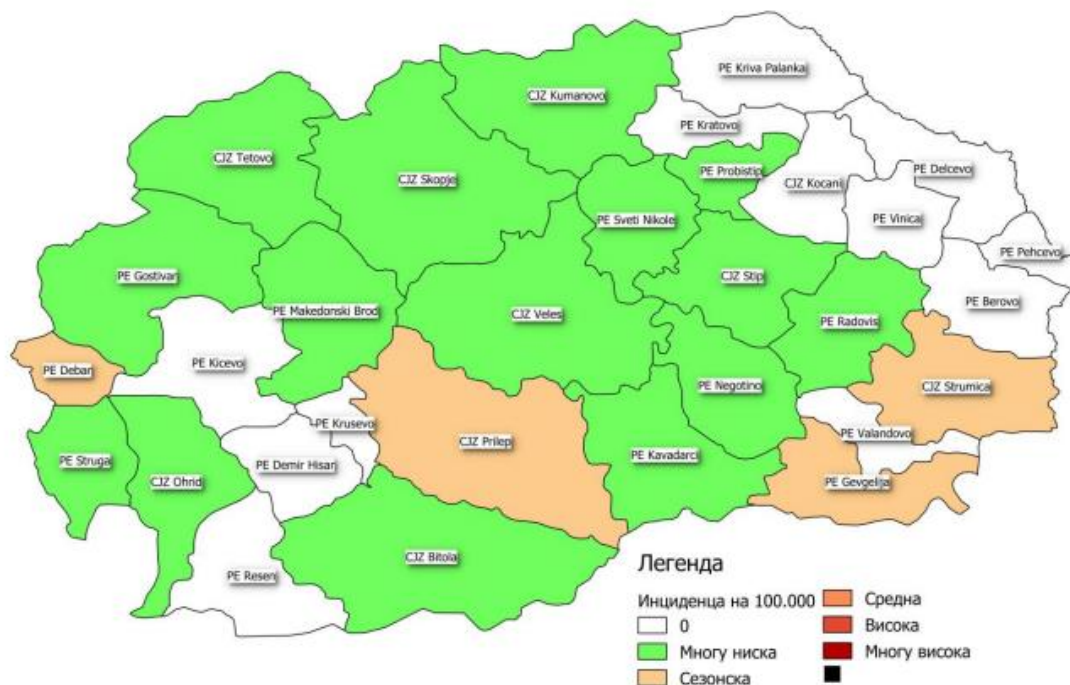 PE Kriva Palanka
CJZ Kumanovo
PE Kratovo
CJZ Tetovo
PE Probistip
PE Delcevo
CJZ Skopje
CJZ Kocani
PE Sveti Nikole
PE Vinica
PE Pehcevo
PE Gostivar
CJZ Stip
PE Berovo
PE Makedonski Brod
CJZ Veles
PE Radovis
PE Kicevo
PE Debar
PE Negotino
CJZ Strumica
PE Krusevo
PE Valandovo
CJZ Prilep
PE Kavadarci
PE Struga
PE Demir Hisar
CJZ Ohrid
PE Gevgelija
CJZ Bitola
PE Resen
Легенда
Инциденца на 100.000
0
Многу ниска
Сезонска
Средна
Висока
Многу висока